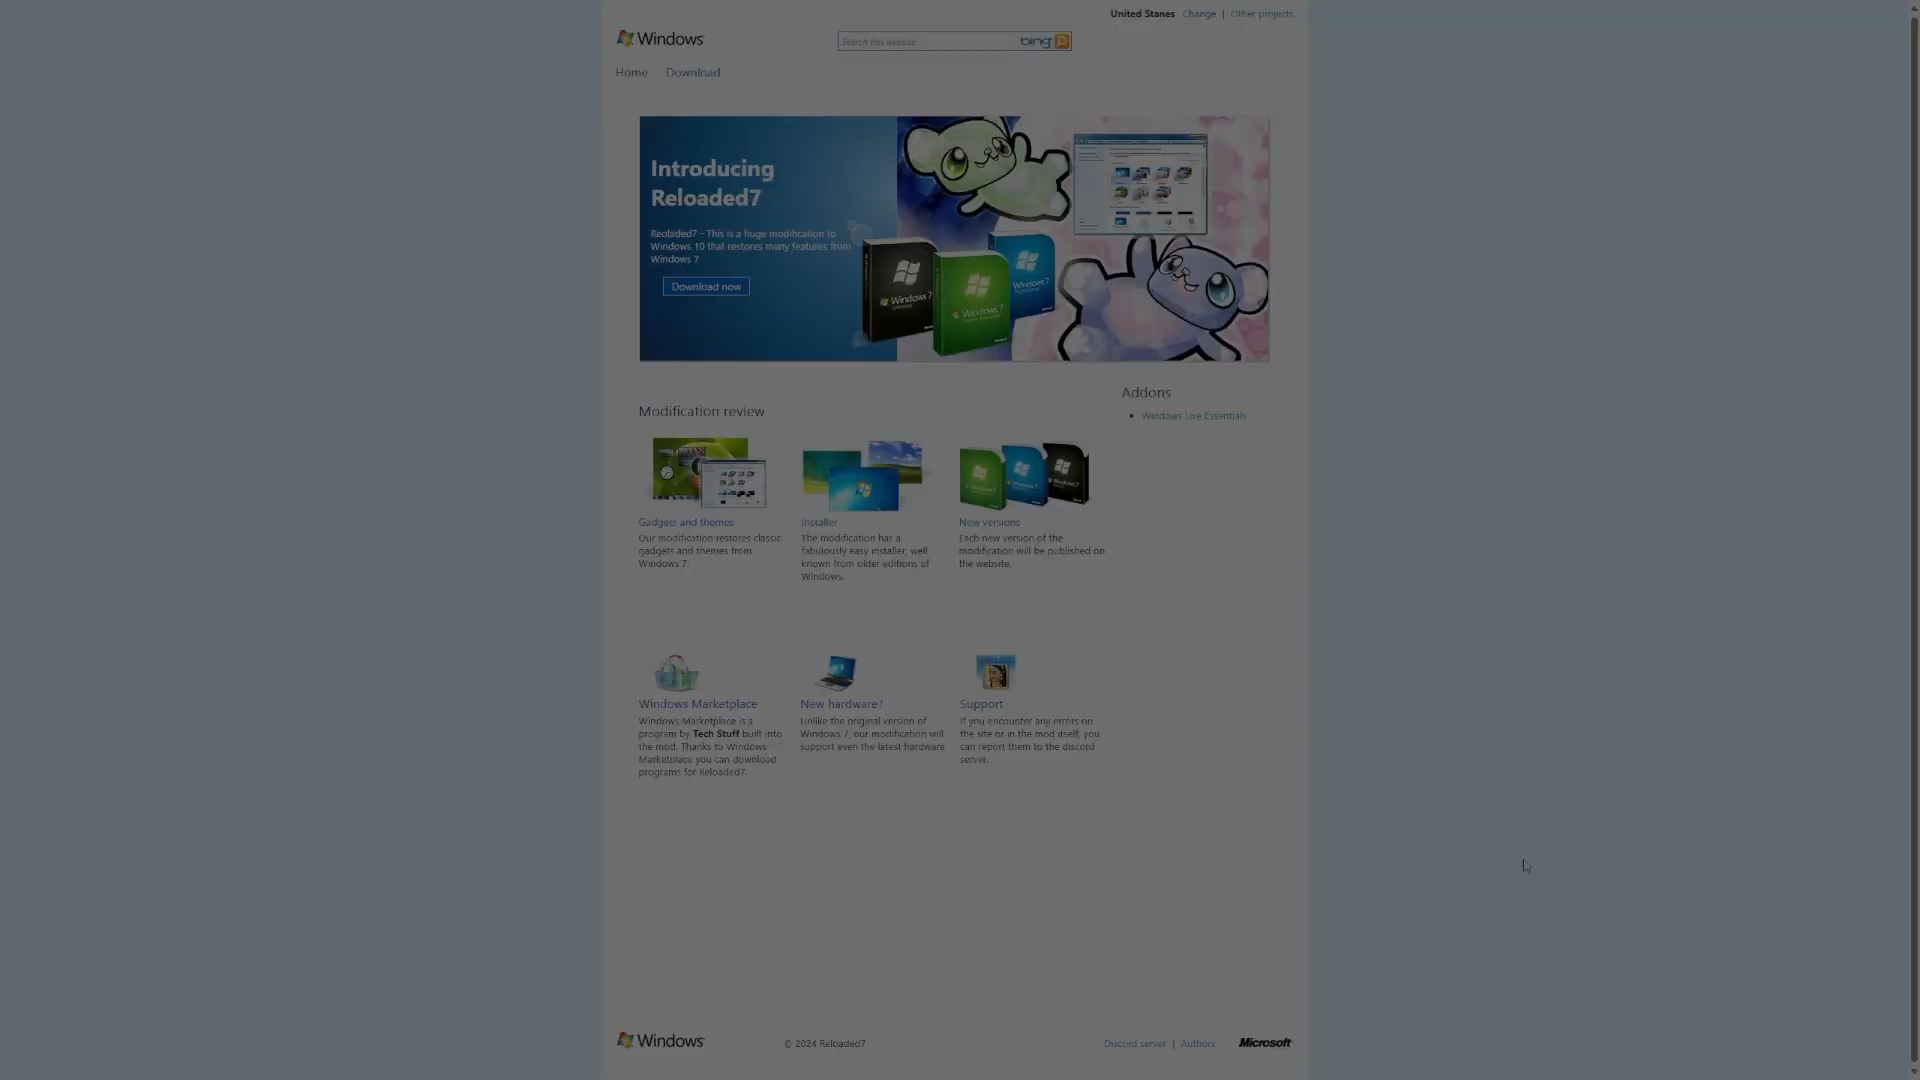 United Stanes Change | Other projects
Windows
Search this website bing
Home Download
Introducing
Reloaded7
Reoladed7 - This is a huge modification to
Windows 10 that restores many features from
Windows 7
Download now
Windows 7
Windows 7
Windows 7
Addons
Windows Live Essentials
Modification review
Gadgets and themes
Our modification restores classic
gadgets and themes from
Windows 7.
Installer
The modification has a
fabulously easy installer, well
known from older editions of
Windows.
New versions
Each new version of the
modification will be published on
the website.
Windows Marketplace
Windows Marketplace is a
program by Tech Stuff built into
the mod. Thanks to Windows
Marketplace you can download
programs for Reloaded7.
New hardware?
Unlike the original version of
Windows 7, our modification will
support even the latest hardware
Support
If you encounter any errors on
the site or in the mod itself, you
can report them to the discord
server.
Windows
© 2024 Reloaded7
Discord server | Authors
Microsoft